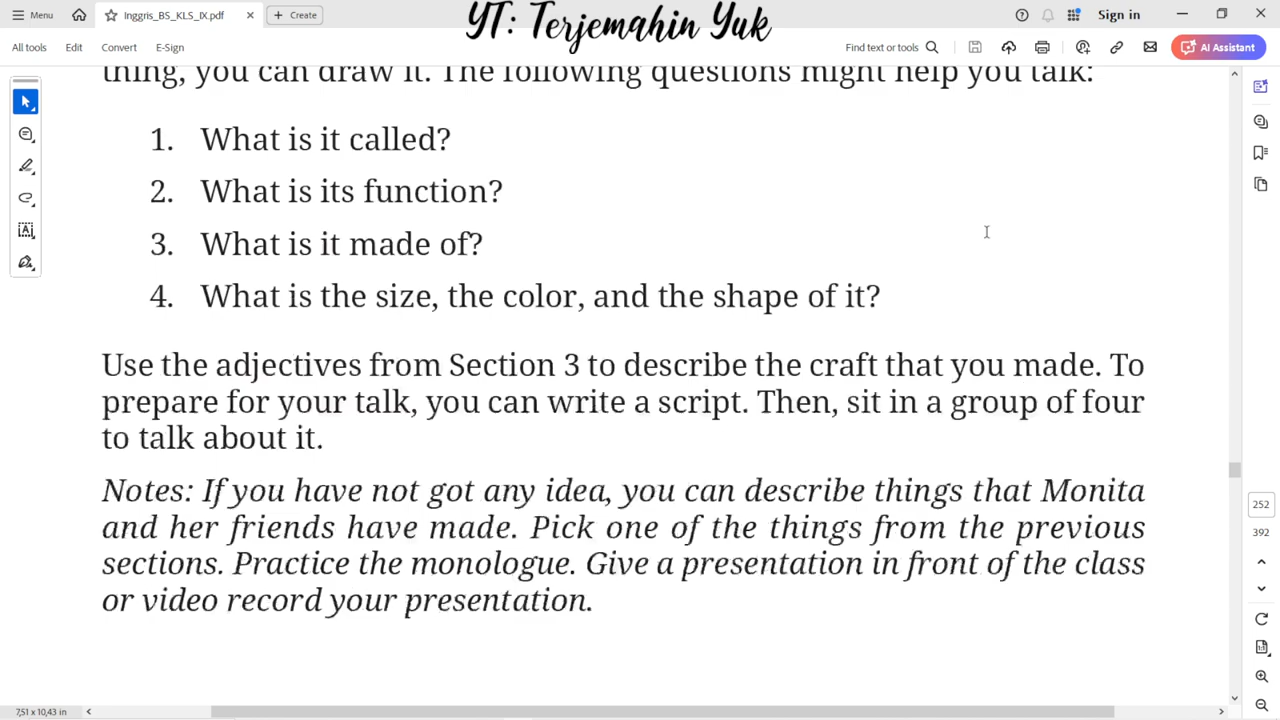 Menu
Inggris_BS_KLS_IX.pdf
Create
YT: Terjemahin Yuk
Sign in
All tools
Edit
Convert
E-Sign
Find text or tools
AI Assistant
thing, you can draw it. The following questions might help you talk:
1. What is it called?
2. What is its function?
3. What is it made of?
4. What is the size, the color, and the shape of it?
Use the adjectives from Section 3 to describe the craft that you made. To
prepare for your talk, you can write a script. Then, sit in a group of four
to talk about it.
Notes: If you have not got any idea, you can describe things that Monita
and her friends have made. Pick one of the things from the previous
sections. Practice the monologue. Give a presentation in front of the class
or video record your presentation.
252
392
7,51 x 10,43 in